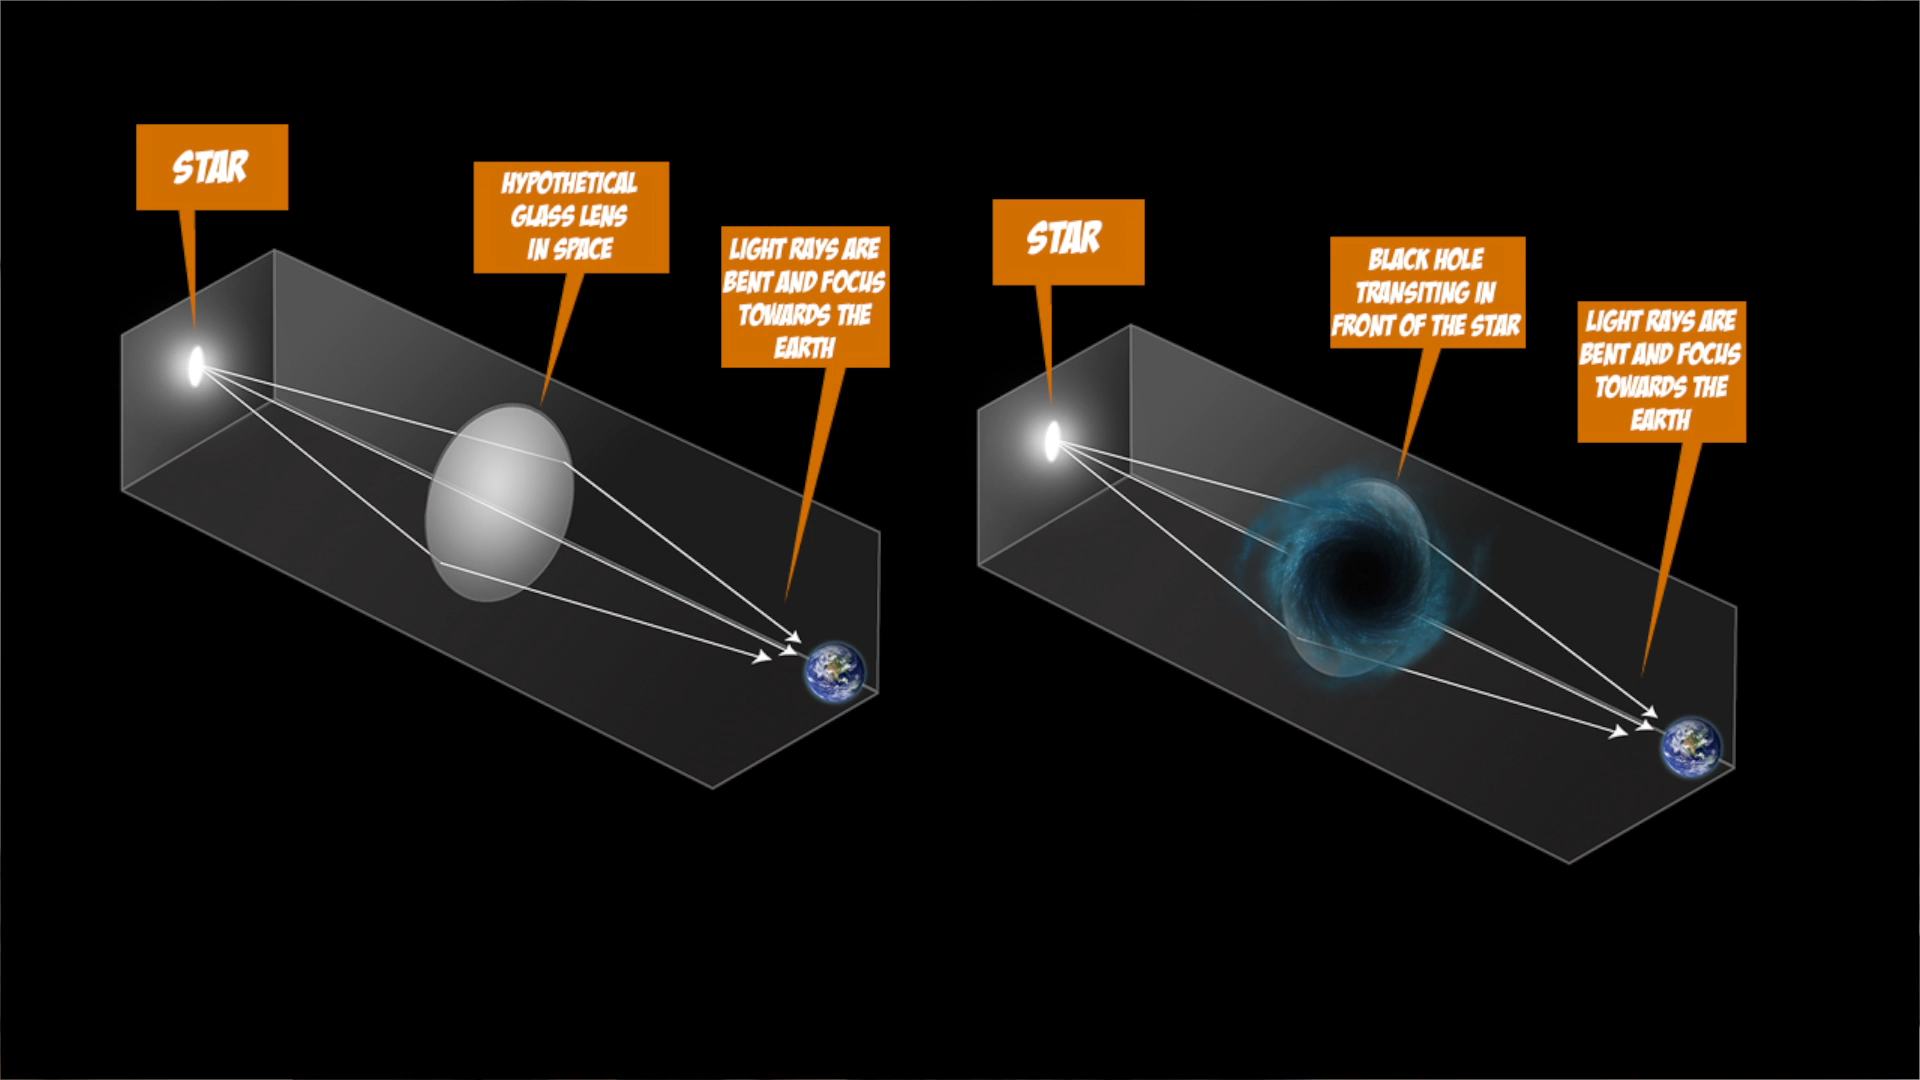 STAR
HYPOTHETICAL
GLASS LENS
IN SPACE
LIGHT RAYS ARE
BENT AND FOCUS
TOWARDS THE
EARTH
STAR
BLACK HOLE
TRANSITING IN
FRONT OF THE STAR
LIGHT RAYS ARE
BENT AND FOCUS
TOWARDS THE
EARTH